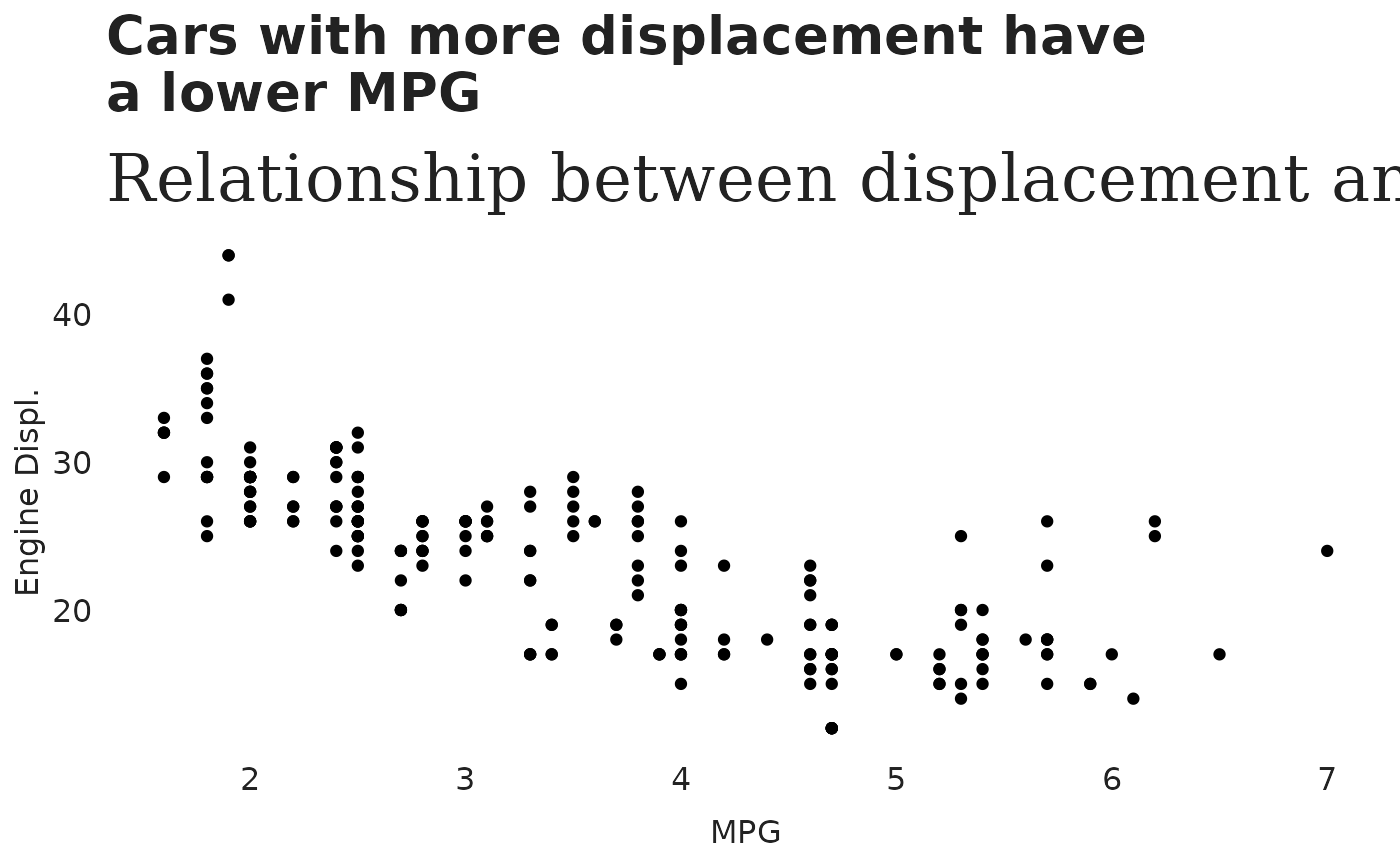 Cars with more displacement have
a lower MPG
Relationship between displacement
40
30
20
Engine Displ.
2 3 4 5 6 7
MPG